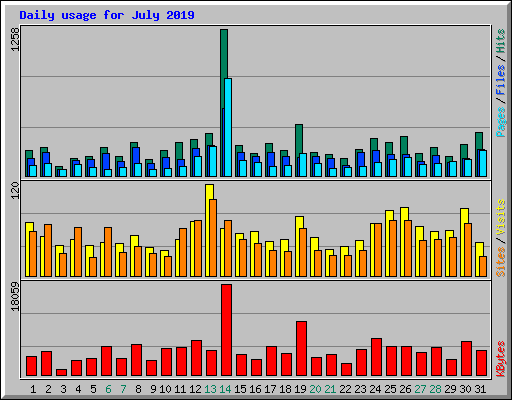 Daily usage for July 2019
1258
Pages / Files / Hits
120
Sites / Visits
18059
KBytes
1 2 3 4 5 6 7 8 9 10 11 12 13 14 15 16 17 18 19 20 21 22 23 24 25 26 27 28 29 30 31